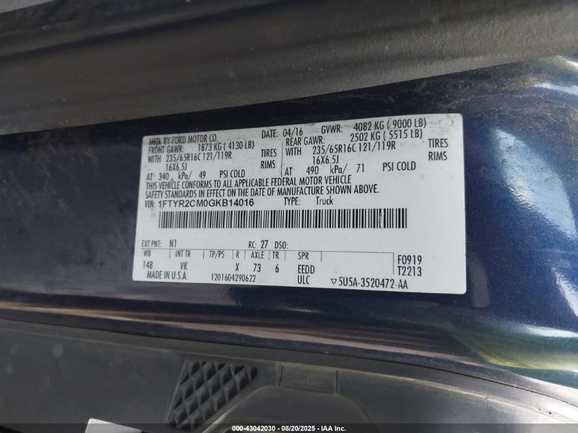 MFD. BY FORD MOTOR CO. DATE: 04/16 GVWR: 4082 KG ( 9000 LB)
FRONT GAWR: 1873 KG ( 4130 LB) REAR GAWR: 2502 KG ( 5515 LB)
WITH 235/65R16C 121/119R TIRES WITH 235/65R16C 121/119R TIRES
16X6.5J RIMS 16X6.5J RIMS
AT 340 kPa/ 49 PSI COLD AT 490 kPa/ 71 PSI COLD
THIS VEHICLE CONFORMS TO ALL APPLICABLE FEDERAL MOTOR VEHICLE SAFETY STANDARDS IN EFFECT ON THE DATE OF MANUFACTURE SHOWN ABOVE.
VIN: 1FTYR2CM0GKB14016 TYPE: Truck
EXT PNT: N1 RC: 27 DSO:
WB TP/PS R AXLE TR SPR F0919
148 VK X 73 6 EEDD T2213
MADE IN U.S.A. 1201604290622 ULC 5U5A-3520472-AA
000-43042030 - 08/20/2025 - IAA Inc.